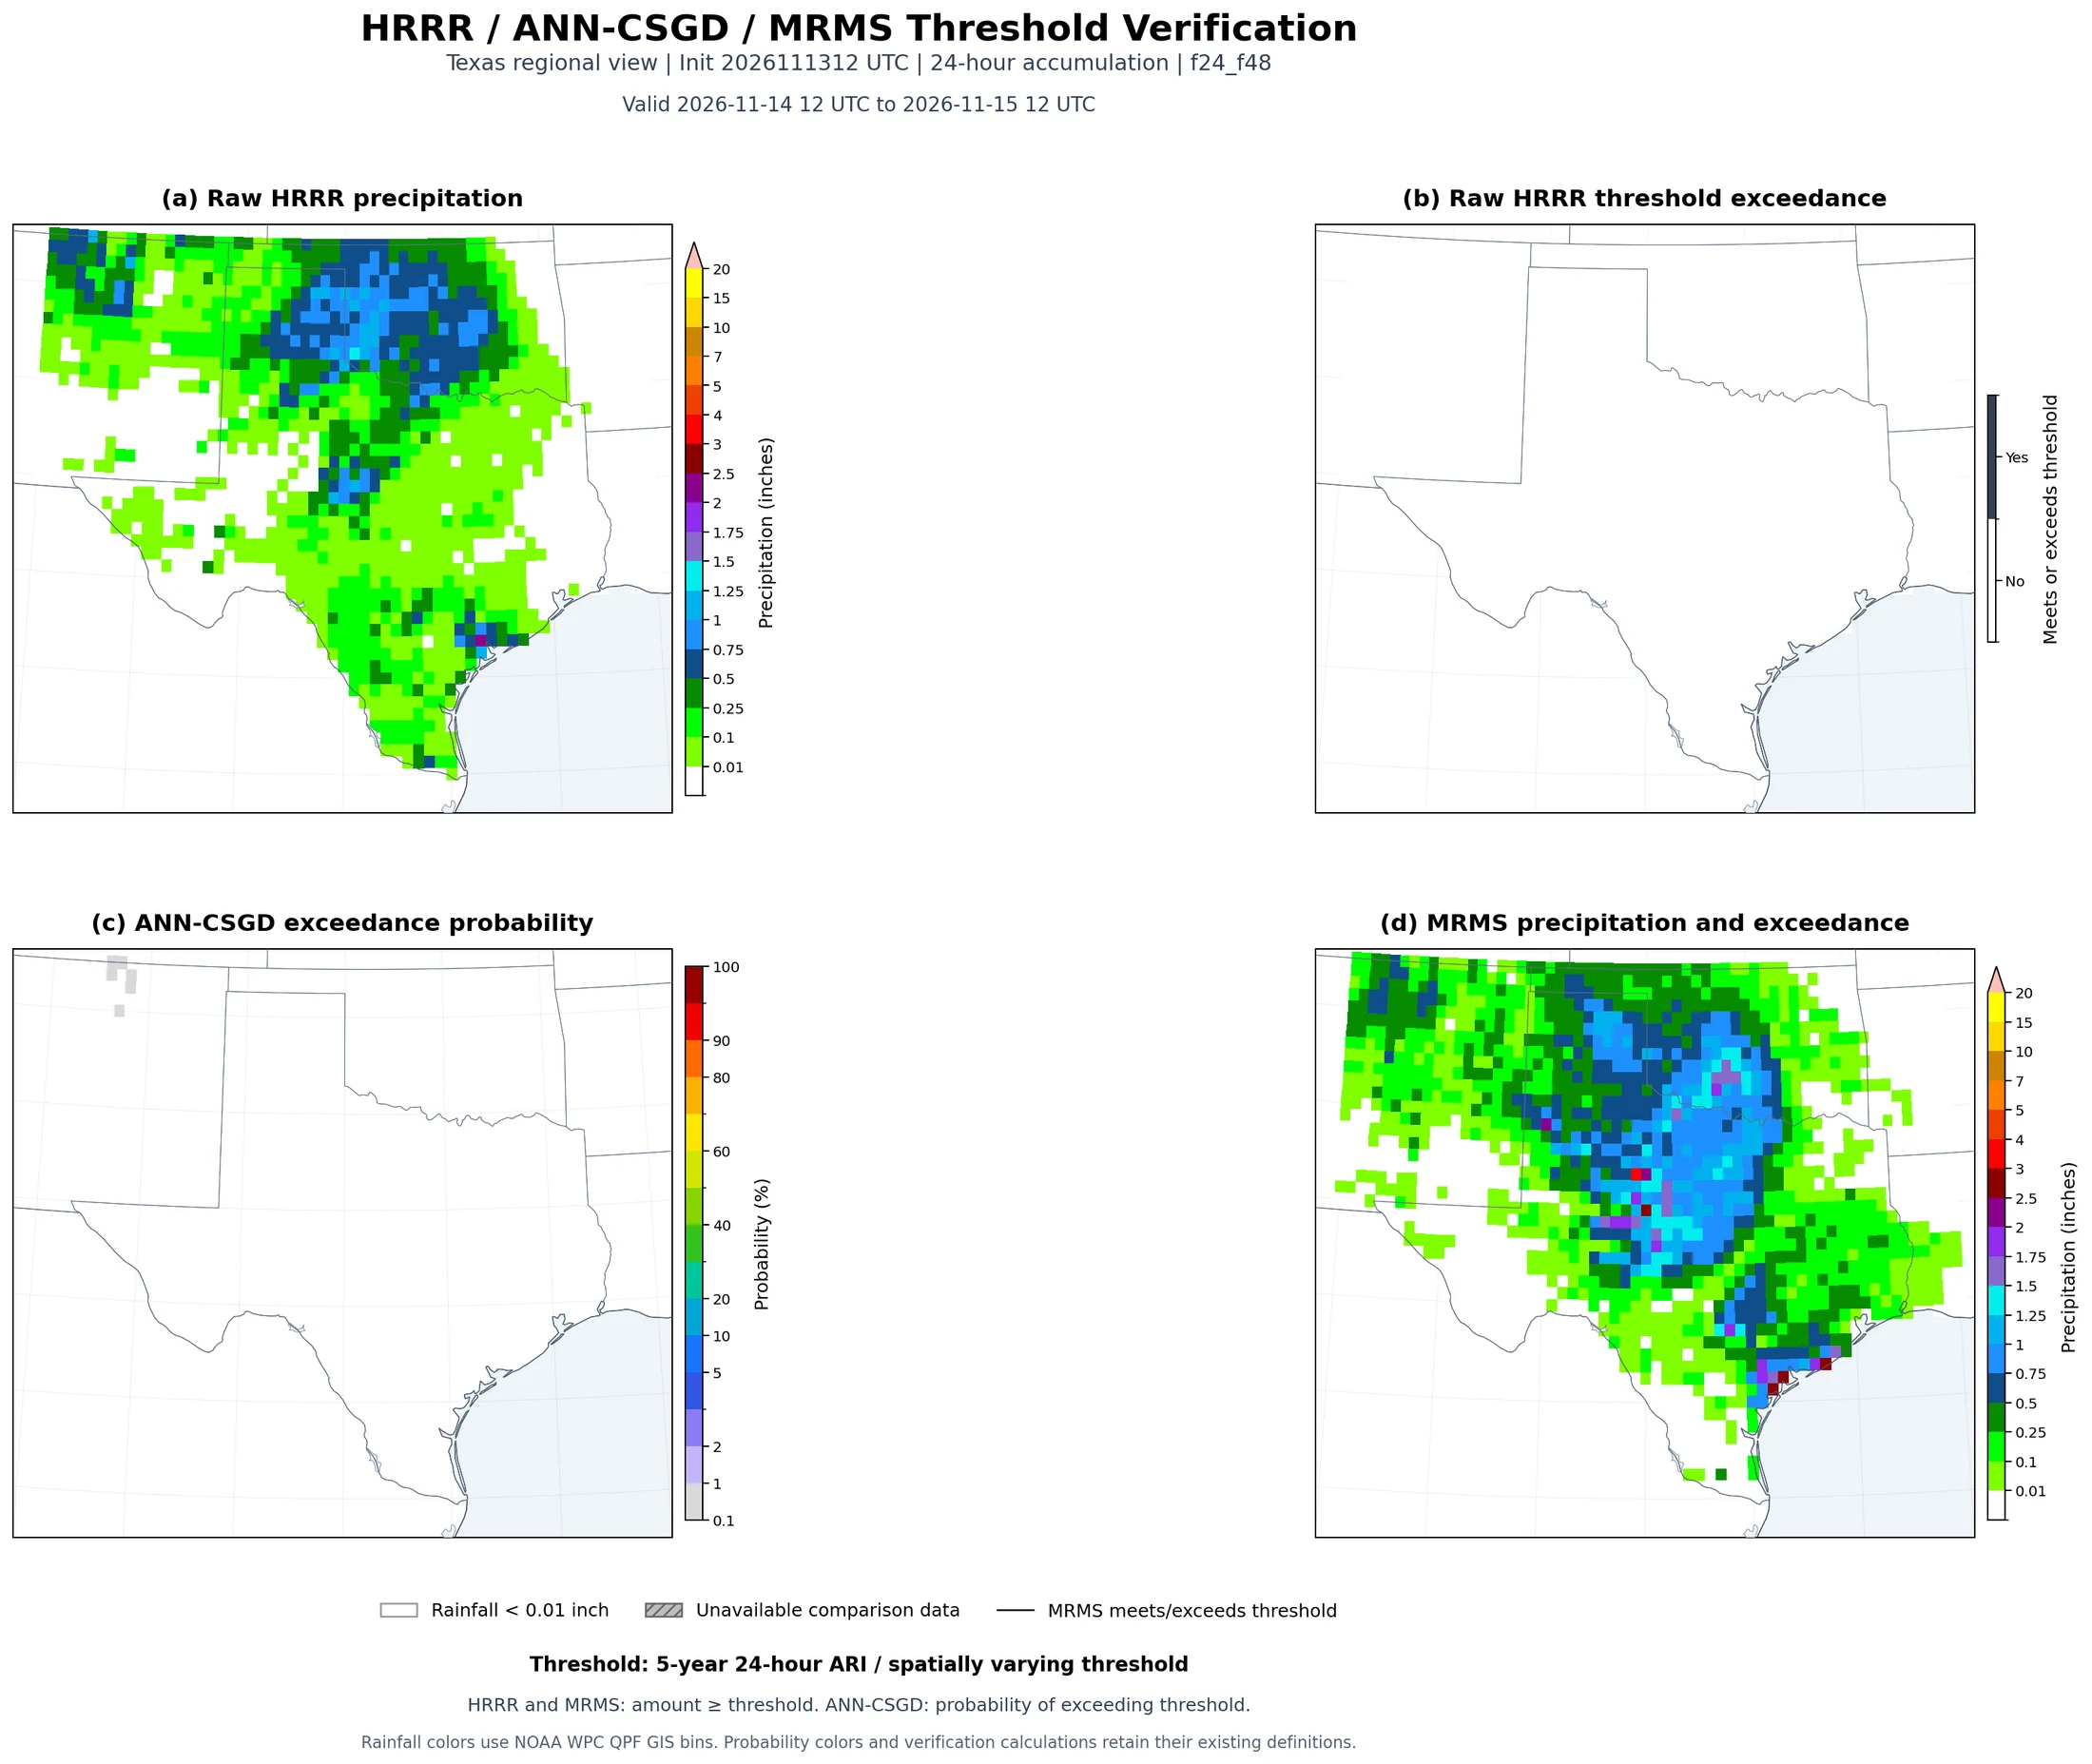 HRRR / ANN-CSGD / MRMS Threshold Verification
Texas regional view | Init 2026111312 UTC | 24-hour accumulation | f24_f48
Valid 2026-11-14 12 UTC to 2026-11-15 12 UTC
(a) Raw HRRR precipitation
20
15
10
7
5
4
3
2.5
2
1.75
1.5
1.25
1
0.75
0.5
0.25
0.1
0.01
Precipitation (inches)
(b) Raw HRRR threshold exceedance
Yes
No
Meets or exceeds threshold
(c) ANN-CSGD exceedance probability
100
90
80
60
40
20
10
5
2
1
0.1
Probability (%)
(d) MRMS precipitation and exceedance
20
15
10
7
5
4
3
2.5
2
1.75
1.5
1.25
1
0.75
0.5
0.25
0.1
0.01
Precipitation (inches)
Rainfall < 0.01 inch
Unavailable comparison data
MRMS meets/exceeds threshold
Threshold: 5-year 24-hour ARI / spatially varying threshold
HRRR and MRMS: amount ≥ threshold. ANN-CSGD: probability of exceeding threshold.
Rainfall colors use NOAA WPC QPF GIS bins. Probability colors and verification calculations retain their existing definitions.